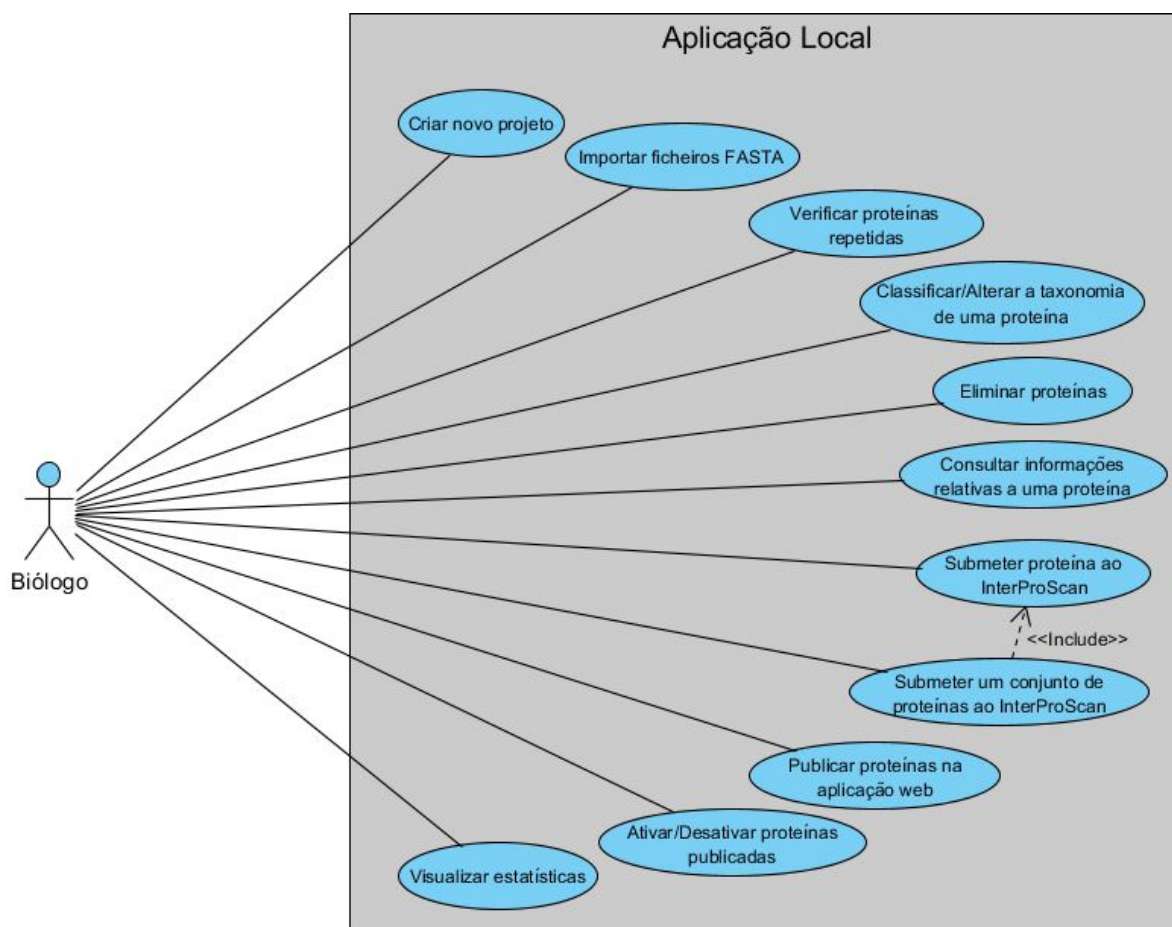 Aplicação Local
Criar novo projeto
Importar ficheiros FASTA
Verificar proteínas
repetidas
Classificar/Alterar a taxonomia
de uma proteína
Eliminar proteínas
Consultar informações
relativas a uma proteína
Biólogo
Submeter proteína ao
InterProScan
<<Include>>
Submeter um conjunto de
proteínas ao InterProScan
Publicar proteínas na
aplicação web
Ativar/Desativar proteínas
publicadas
Visualizar estatísticas